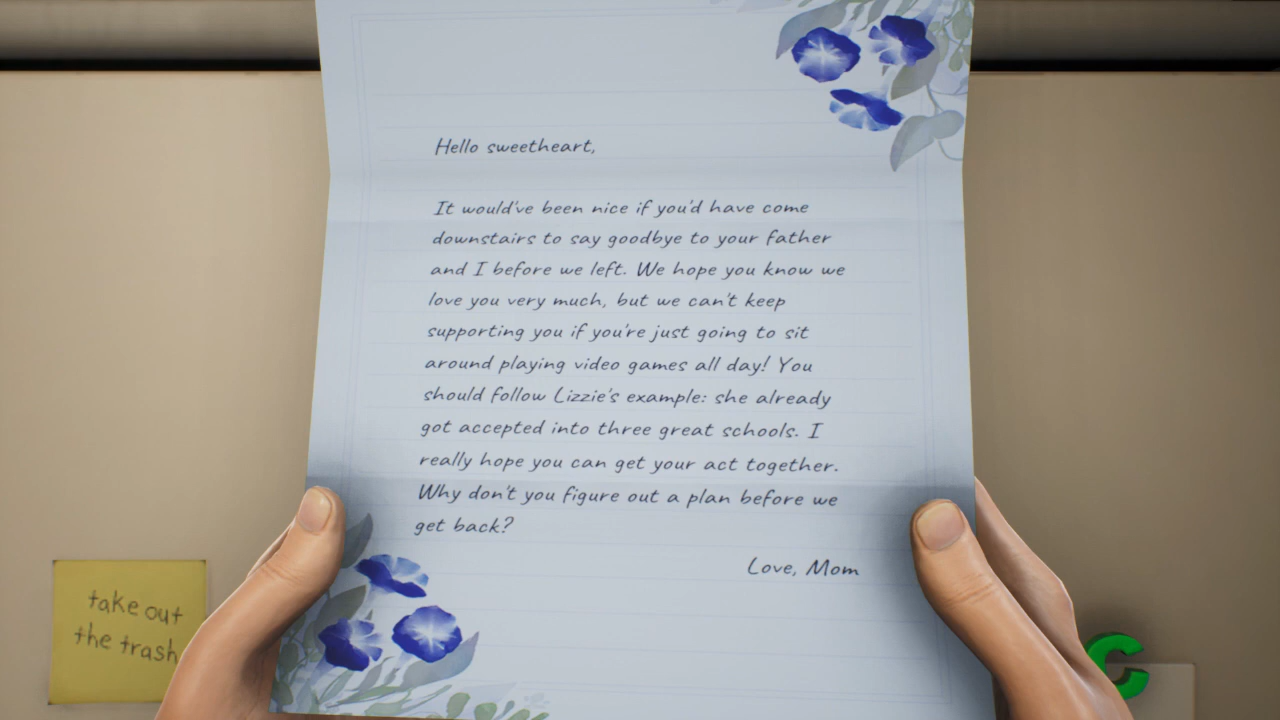 Hello sweetheart,
It would've been nice if you'd have come
downstairs to say goodbye to your father
and I before we left. We hope you know we
love you very much, but we can't keep
supporting you if you're just going to sit
around playing video games all day! You
should follow Lizzie's example: she already
got accepted into three great schools. I
really hope you can get your act together.
Why don't you figure out a plan before we
get back?
Love, Mom
take out
the trash
C